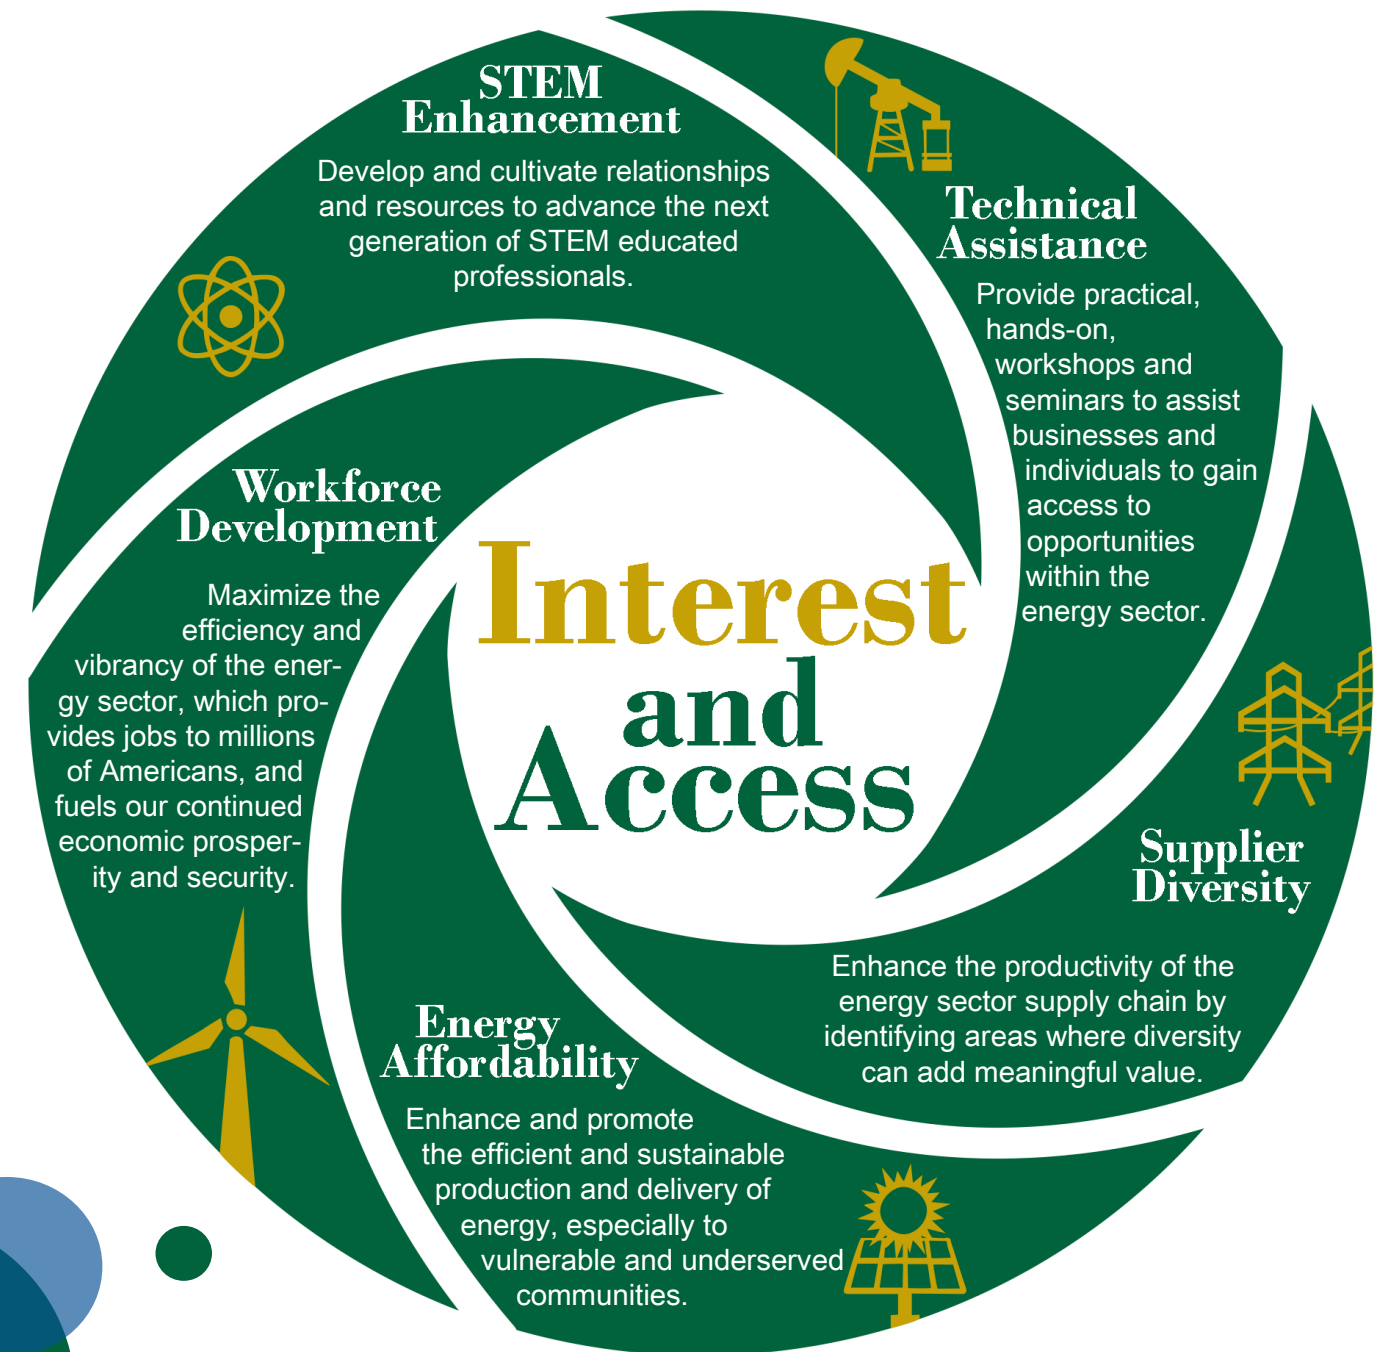 STEM
Enhancement
Develop and cultivate relationships
and resources to advance the next
generation of STEM educated
professionals.
Technical
Assistance
Provide practical,
hands-on,
workshops and
seminars to assist
businesses and
individuals to gain
access to
opportunities
within the
energy sector.
Workforce
Development
Maximize the
efficiency and
vibrancy of the ener-
gy sector, which pro-
vides jobs to millions
of Americans, and
fuels our continued
economic prosper-
ity and security.
Interest
and
Access
Supplier
Diversity
Enhance the productivity of the
energy sector supply chain by
identifying areas where diversity
can add meaningful value.
Energy
Affordability
Enhance and promote
the efficient and sustainable
production and delivery of
energy, especially to
vulnerable and underserved
communities.